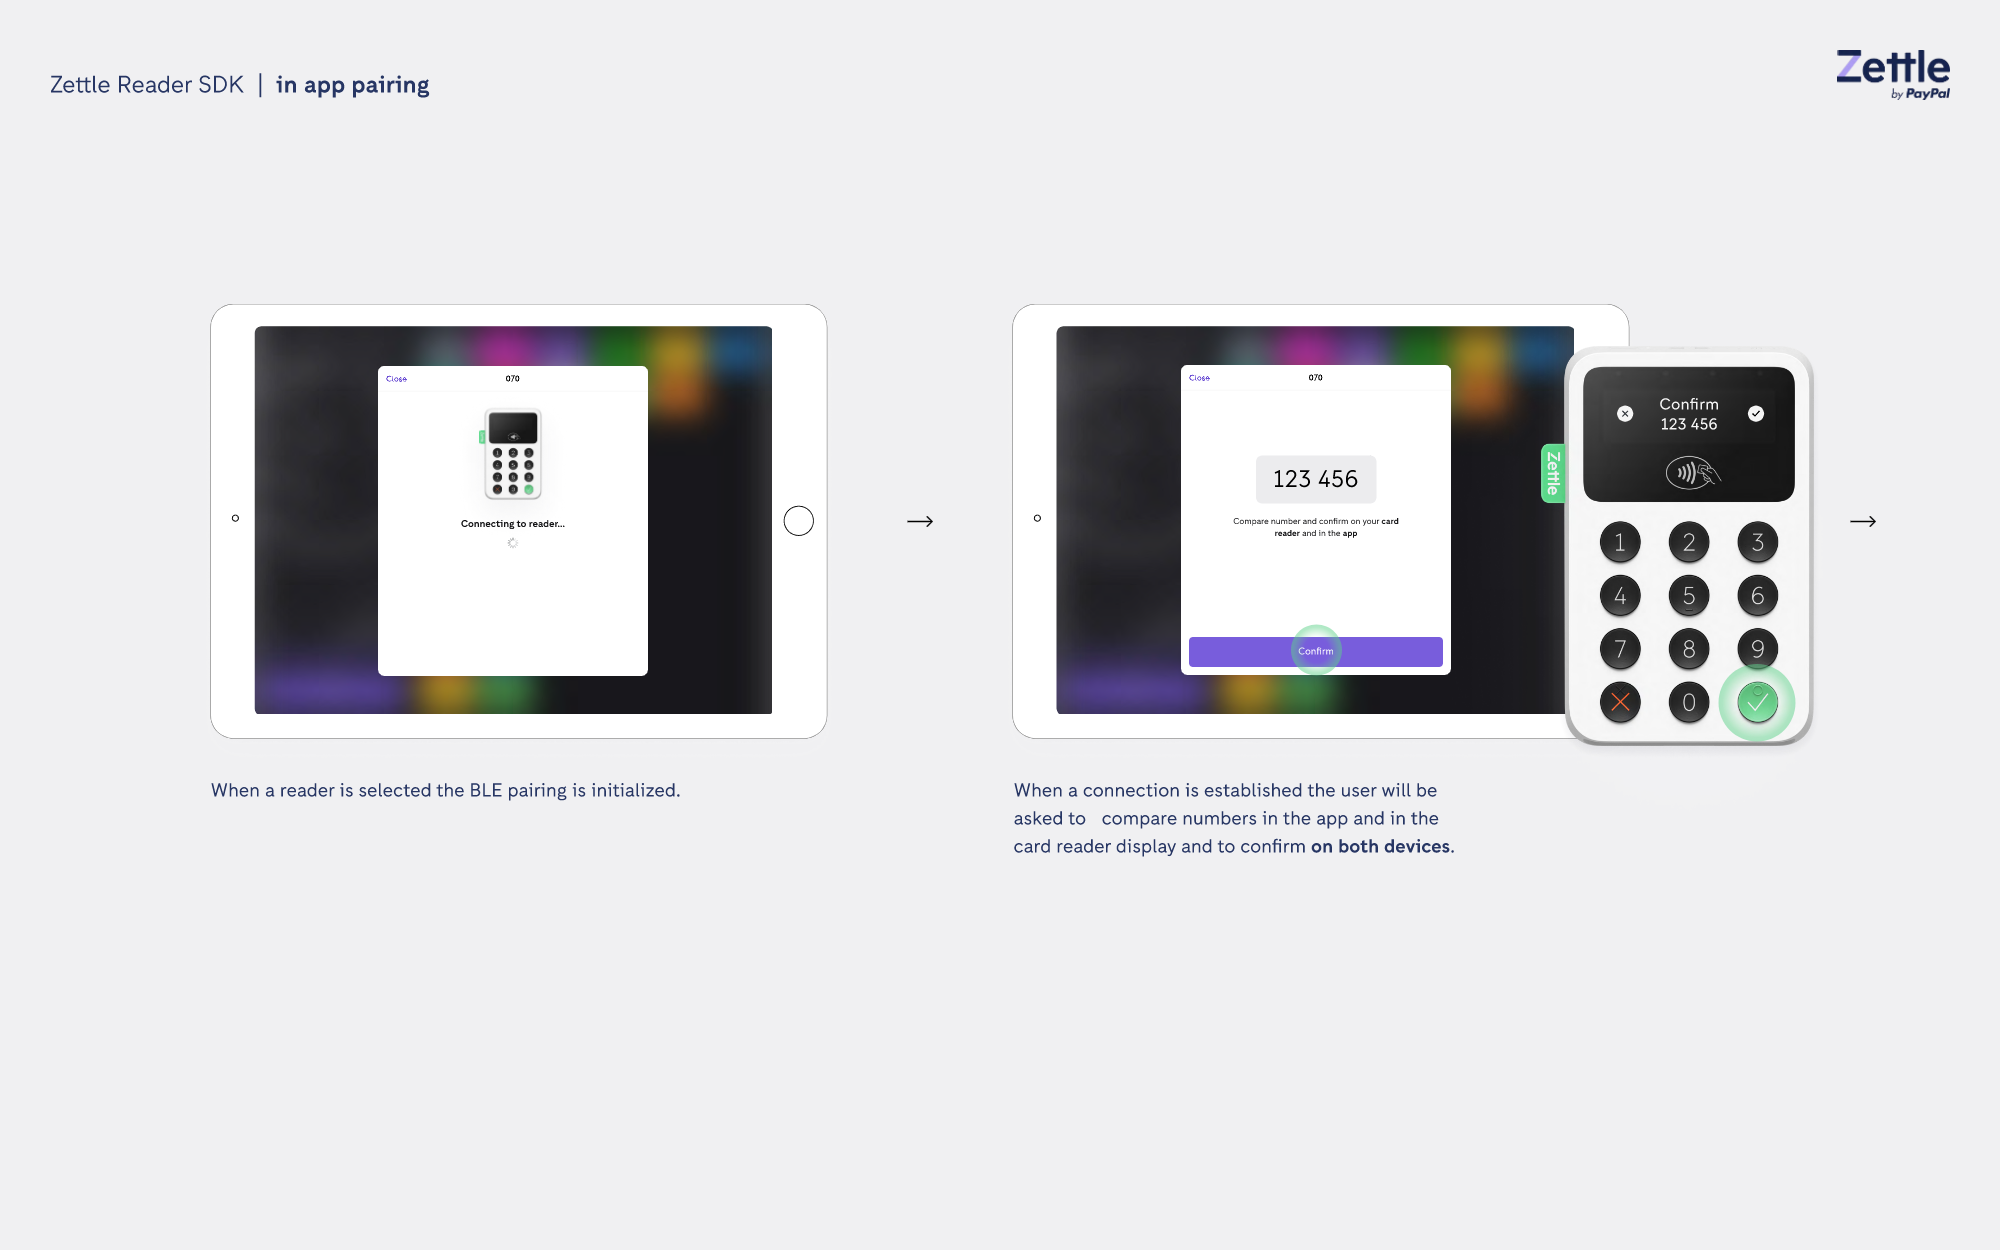 Zettle Reader SDK | in app pairing
Zettle
by PayPal
Close
070
Connecting to reader...
Close
070
123 456
Compare number and confirm on your card
reader and in the app
Confirm
Zettle
Confirm
123 456
1 2 3
4 5 6
7 8 9
0
When a reader is selected the BLE pairing is initialized.
When a connection is established the user will be
asked to compare numbers in the app and in the
card reader display and to confirm on both devices.